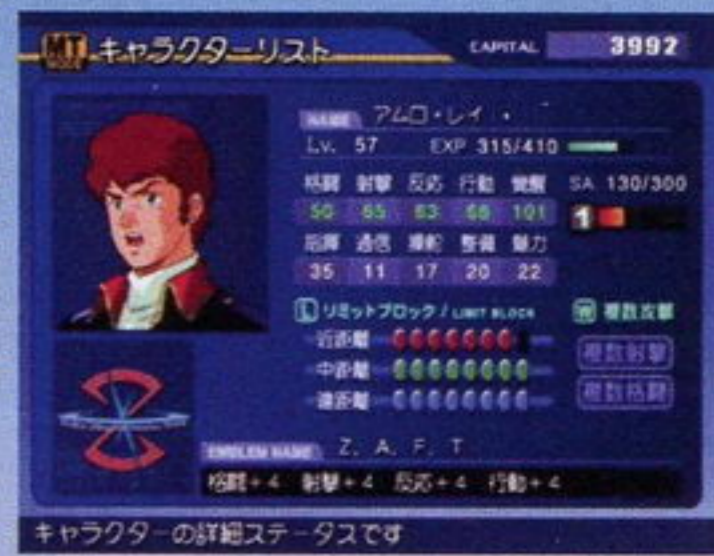 MT キャラクターリスト CAPITAL 3992
NAME アムロ・レイ
Lv. 57 EXP 315/410
格闘 射撃 反応 行動 覚醒 SA 130/300
50 65 63 66 101 1
指揮 通信 操舵 整備 魅力
35 11 17 20 22
L リミットブロック / LIMIT BLOCK W 複数攻撃
近距離 複数射撃
中距離 複数格闘
遠距離
EMBLEM NAME Z. A. F. T.
格闘+4 射撃+4 反応+4 行動+4
キャラクターの詳細ステータスです